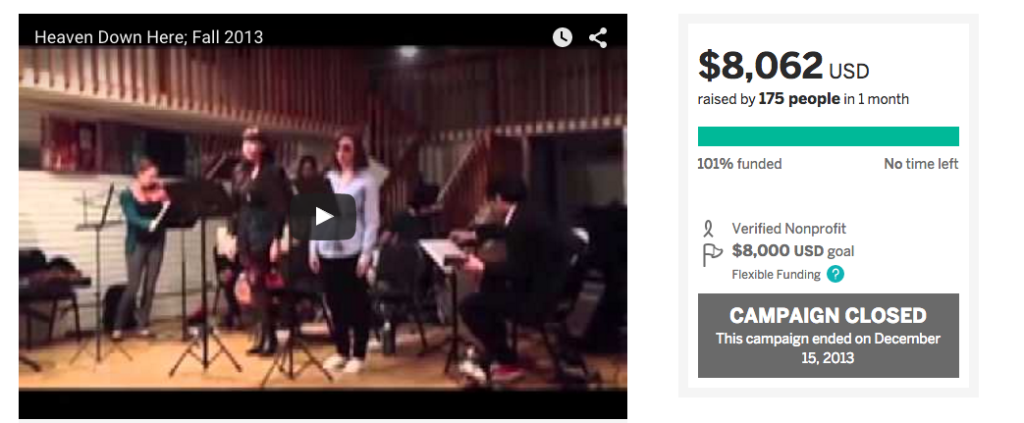 Heaven Down Here; Fall 2013
$8,062 USD
raised by 175 people in 1 month
101% funded
No time left
Verified Nonprofit
$8,000 USD goal
Flexible Funding ?
CAMPAIGN CLOSED
This campaign ended on December
15, 2013